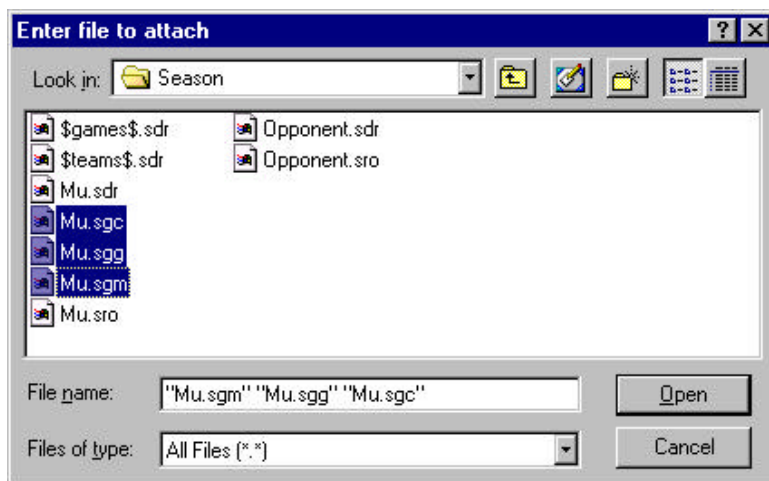 Enter file to attach
Look in: Season
$games$.sdr
$teams$.sdr
Mu.sdr
Mu.sgc
Mu.sgg
Mu.sgm
Mu.sro
Opponent.sdr
Opponent.sro
File name: "Mu.sgm" "Mu.sgg" "Mu.sgc" Open
Files of type: All Files (*.*) Cancel